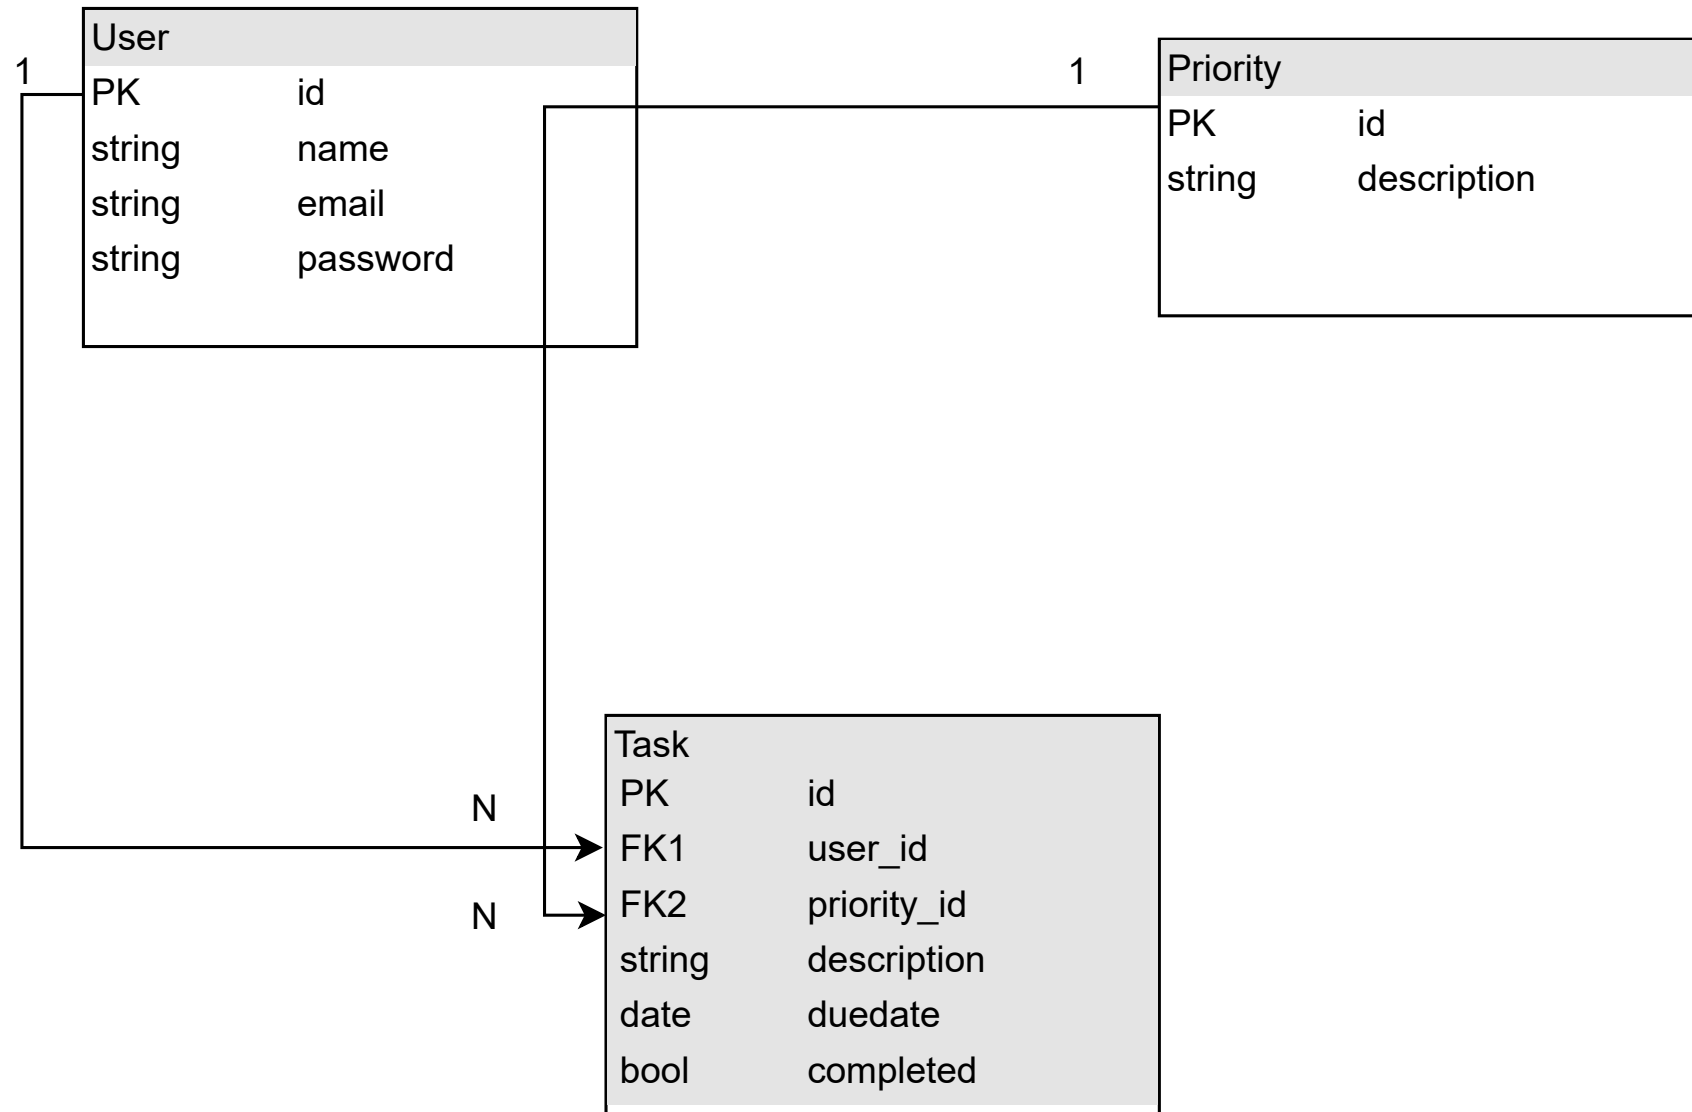 User
1
PK id
string name
string email
string password
1
Priority
PK id
string description
Task
PK id
N
FK1 user_id
N
FK2 priority_id
string description
date duedate
bool completed